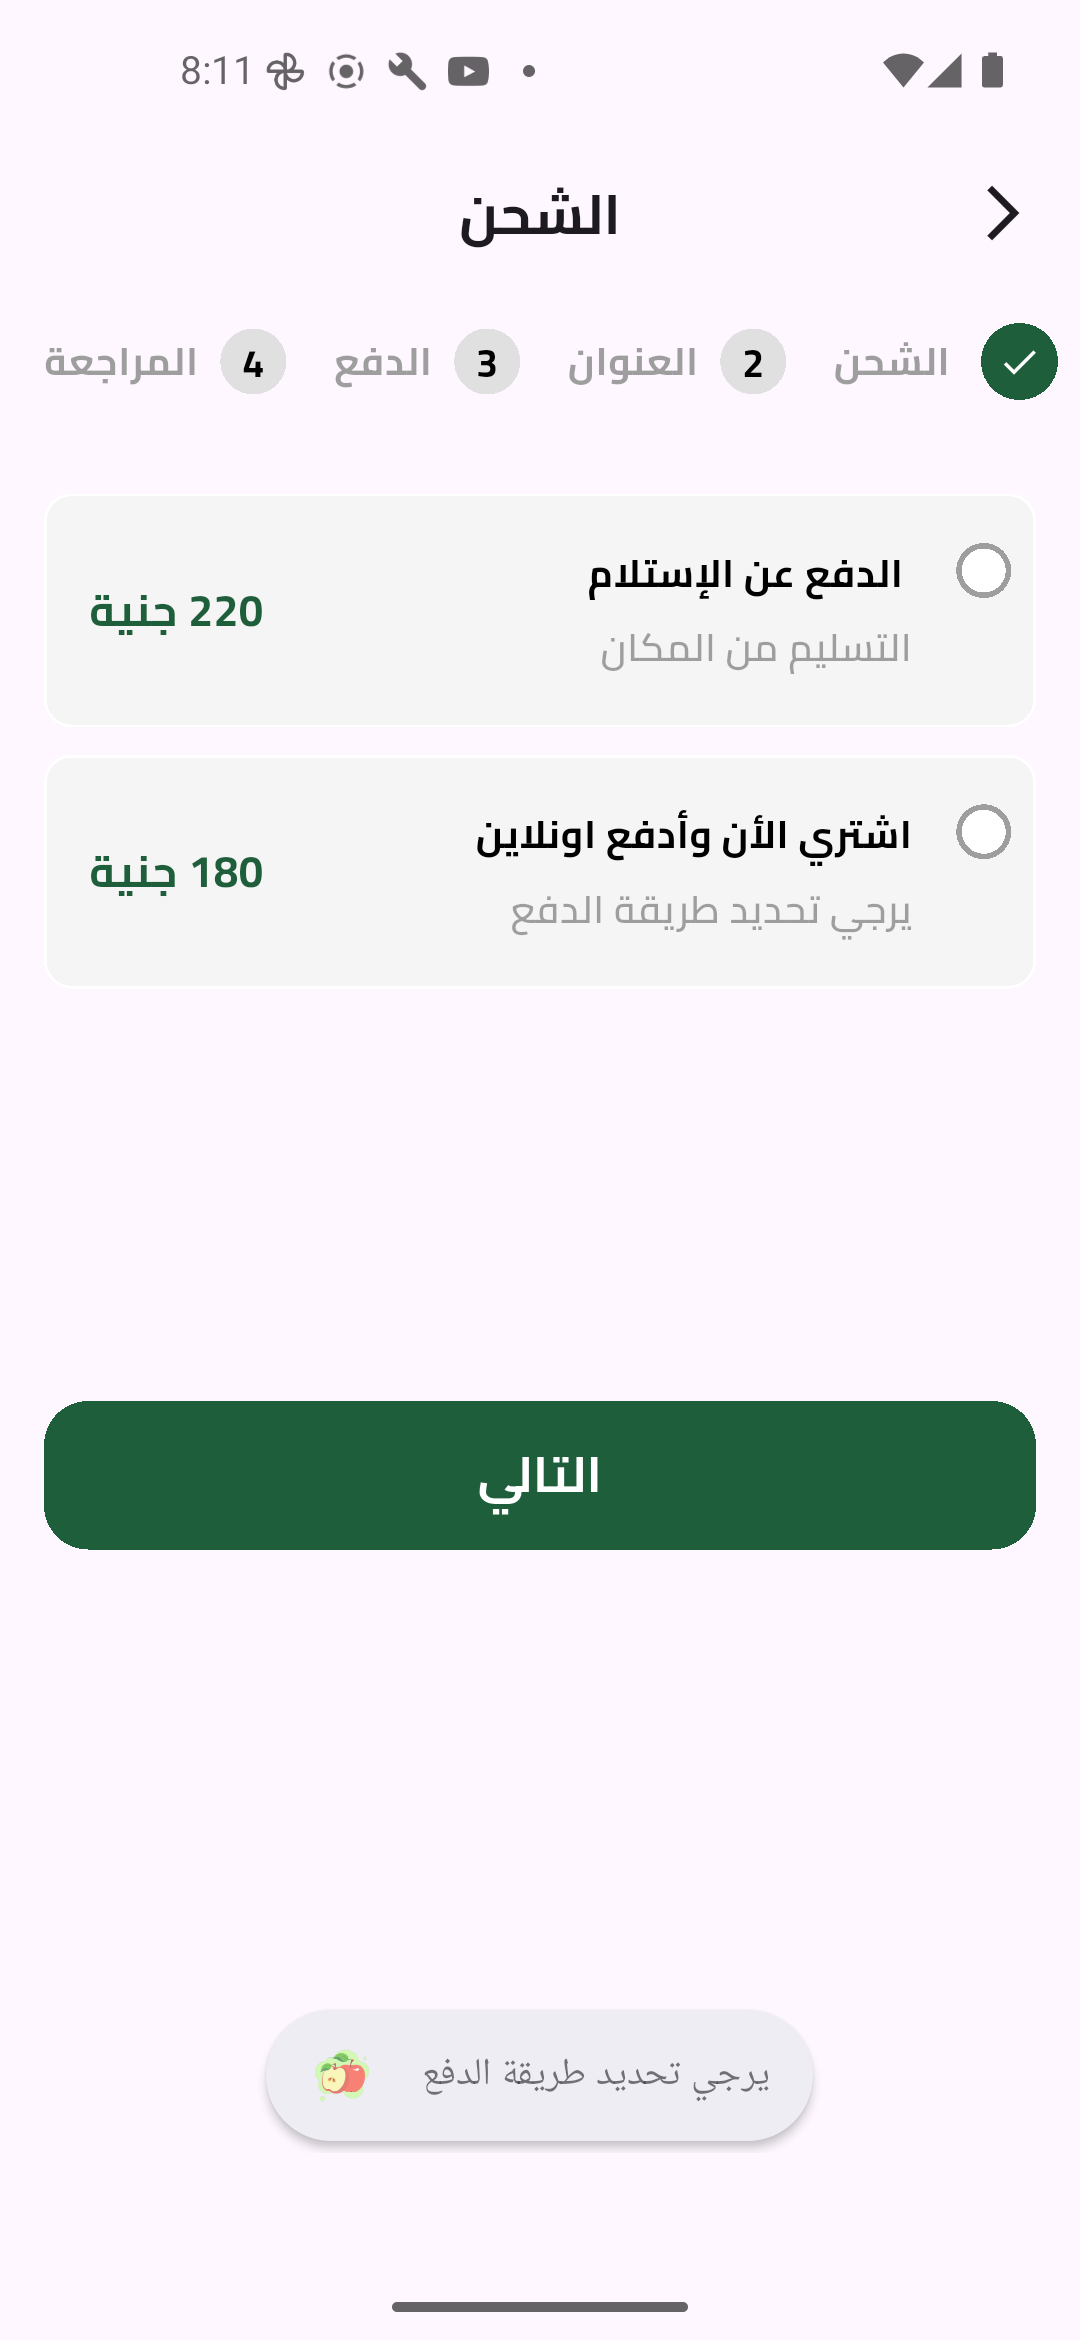 8:11
الشحن
الشحن 2 العنوان 3 الدفع 4 المراجعة
الدفع عن الإستلام
220 جنية
التسليم من المكان
اشتري الأن وأدفع اونلاين
180 جنية
يرجي تحديد طريقة الدفع
التالي
يرجي تحديد طريقة الدفع